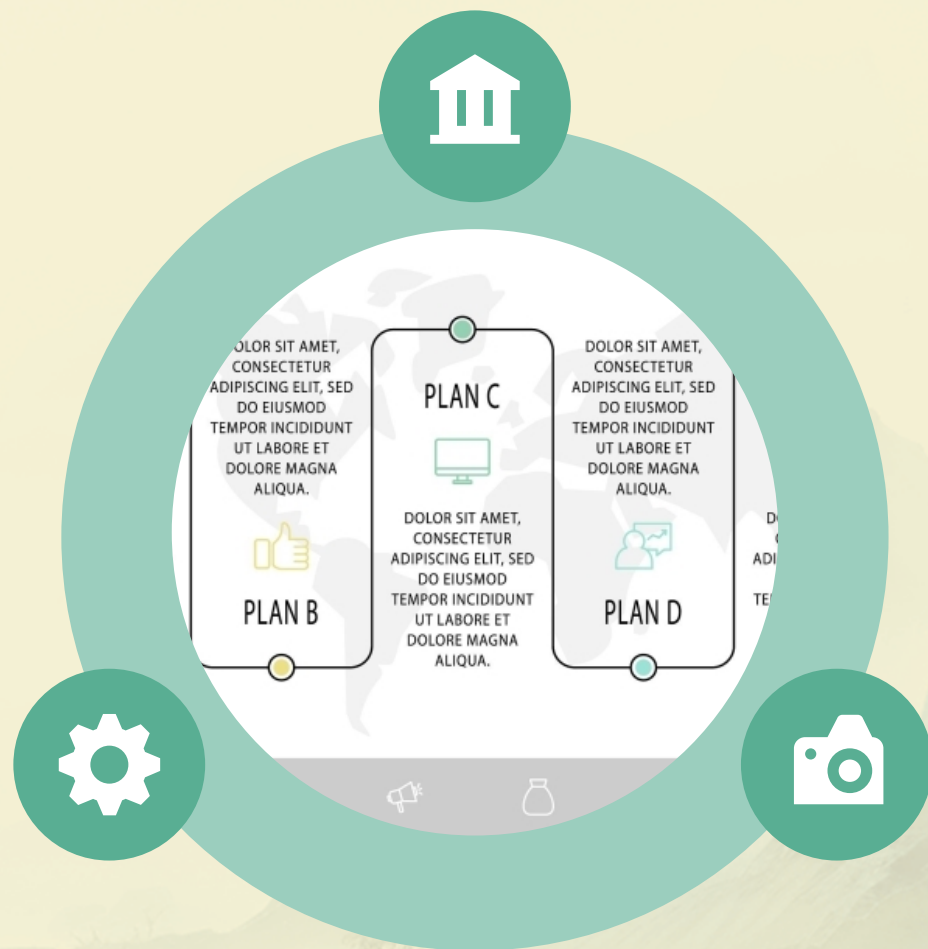 OLOR SIT AMET,
CONSECTETUR
ADIPISCING ELIT, SED
DO EIUSMOD
TEMPOR INCIDIDUNT
UT LABORE ET
DOLORE MAGNA
ALIQUA.
PLAN B
PLAN C
DOLOR SIT AMET,
CONSECTETUR
ADIPISCING ELIT, SED
DO EIUSMOD
TEMPOR INCIDIDUNT
UT LABORE ET
DOLORE MAGNA
ALIQUA.
DOLOR SIT AMET,
CONSECTETUR
ADIPISCING ELIT, SED
DO EIUSMOD
TEMPOR INCIDIDUNT
UT LABORE ET
DOLORE MAGNA
ALIQUA.
PLAN D